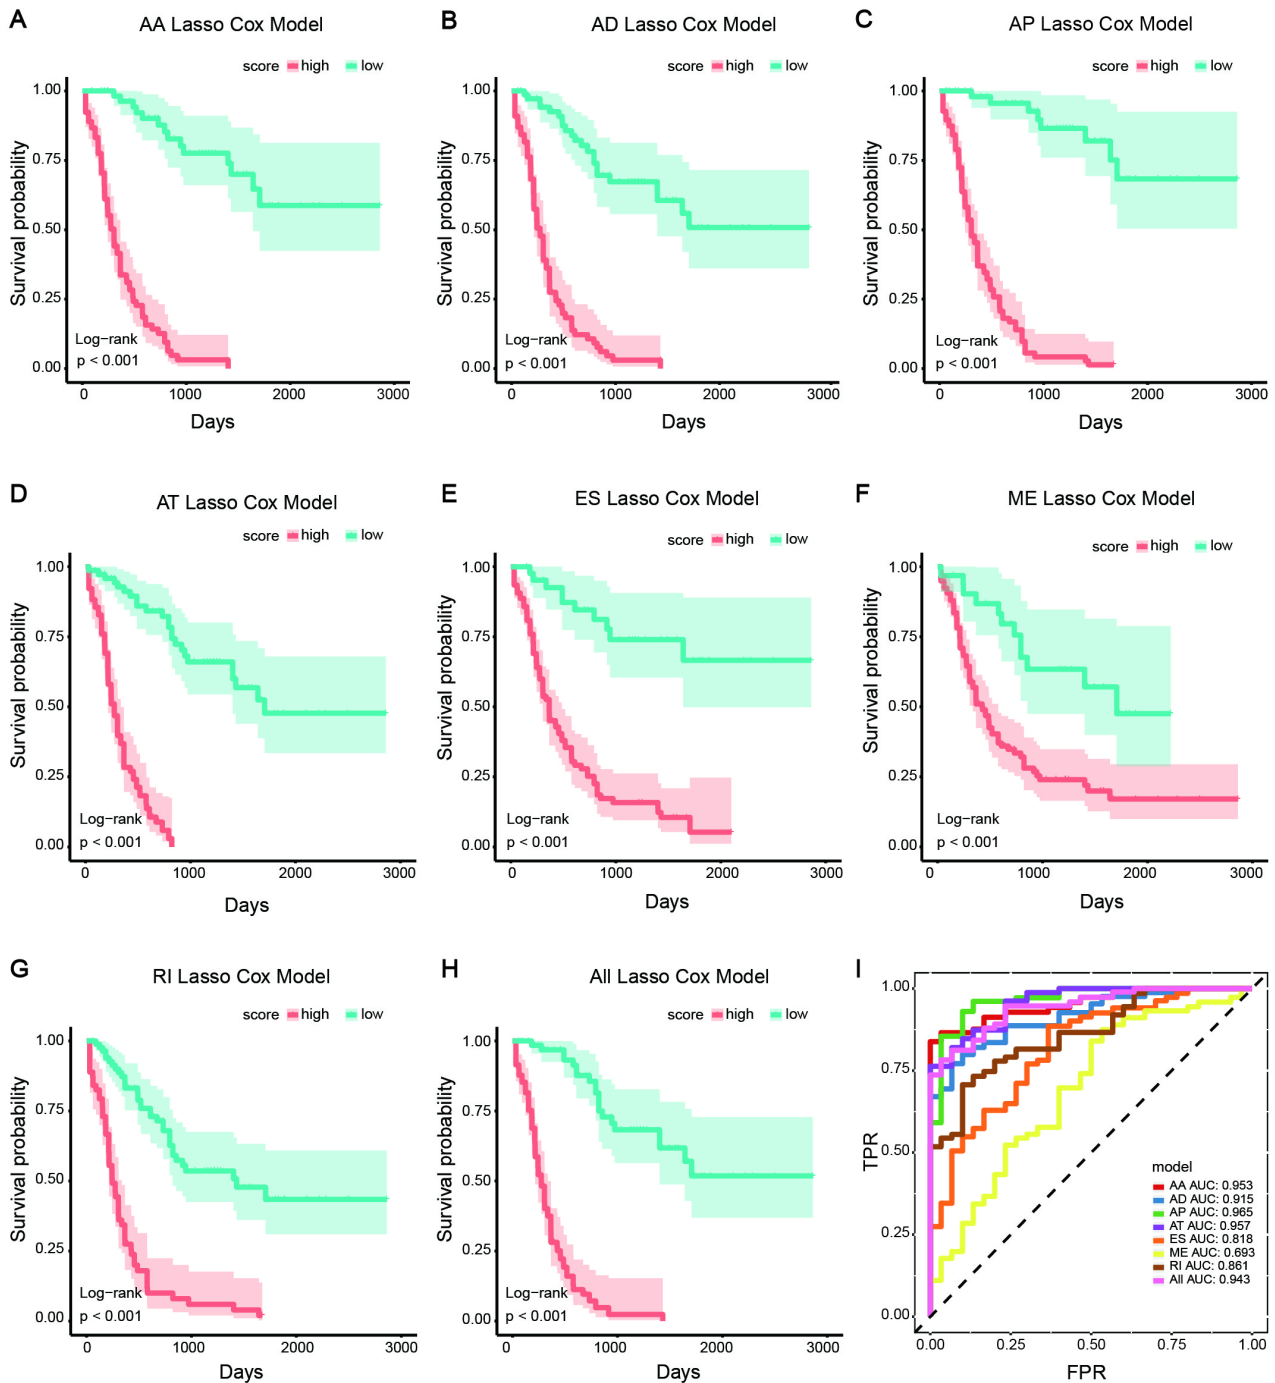 A
AA Lasso Cox Model
score high low
Survival probability
1.00
0.75
0.50
0.25
0.00
Log-rank
p < 0.001
0 1000 2000 3000
Days
B
AD Lasso Cox Model
score high low
Survival probability
1.00
0.75
0.50
0.25
0.00
Log-rank
p < 0.001
0 1000 2000 3000
Days
C
AP Lasso Cox Model
score high low
Survival probability
1.00
0.75
0.50
0.25
0.00
Log-rank
p < 0.001
0 1000 2000 3000
Days
D
AT Lasso Cox Model
score high low
Survival probability
1.00
0.75
0.50
0.25
0.00
Log-rank
p < 0.001
0 1000 2000 3000
Days
E
ES Lasso Cox Model
score high low
Survival probability
1.00
0.75
0.50
0.25
0.00
Log-rank
p < 0.001
0 1000 2000 3000
Days
F
ME Lasso Cox Model
score high low
Survival probability
1.00
0.75
0.50
0.25
0.00
Log-rank
p < 0.001
0 1000 2000 3000
Days
G
RI Lasso Cox Model
score high low
Survival probability
1.00
0.75
0.50
0.25
0.00
Log-rank
p < 0.001
0 1000 2000 3000
Days
H
All Lasso Cox Model
score high low
Survival probability
1.00
0.75
0.50
0.25
0.00
Log-rank
p < 0.001
0 1000 2000 3000
Days
I
TPR
1.00
0.75
0.50
0.25
0.00
model
AA AUC: 0.953
AD AUC: 0.915
AP AUC: 0.965
AT AUC: 0.957
ES AUC: 0.818
ME AUC: 0.693
RI AUC: 0.861
All AUC: 0.943
0.00 0.25 0.50 0.75 1.00
FPR